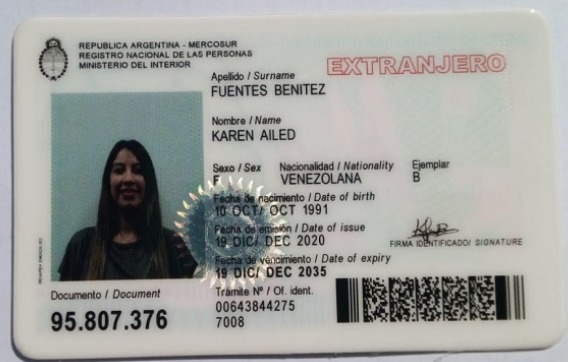 REPUBLICA ARGENTINA - MERCOSUR
REGISTRO NACIONAL DE LAS PERSONAS
MINISTERIO DEL INTERIOR
EXTRANJERO
Apellido / Surname
FUENTES BENITEZ
Nombre / Name
KAREN AILED
Sexo / Sex Nacionalidad / Nationality Ejemplar
F VENEZOLANA B
Fecha de nacimiento / Date of birth
10 OCT/ OCT 1991
Fecha de emisión / Date of issue
19 DIC/ DEC 2020
FIRMA IDENTIFICADO/ SIGNATURE
Fecha de vencimiento / Date of expiry
19 DIC/ DEC 2035
Documento / Document Trámite Nº / Of. ident.
95.807.376 00643844275
7008